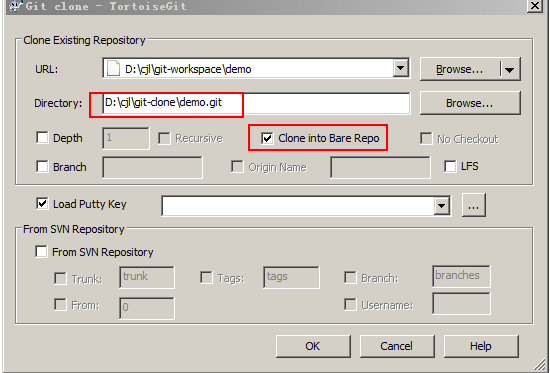 Git clone - TortoiseGit
Clone Existing Repository
URL: D:\cjl\git-workspace\demo Browse...
Directory: D:\cjl\git-clone\demo.git Browse...
Depth 1 Recursive Clone into Bare Repo No Checkout
Branch Origin Name LFS
Load Putty Key ...
From SVN Repository
From SVN Repository
Trunk: trunk Tags: tags Branch: branches
From: 0 Username:
OK Cancel Help